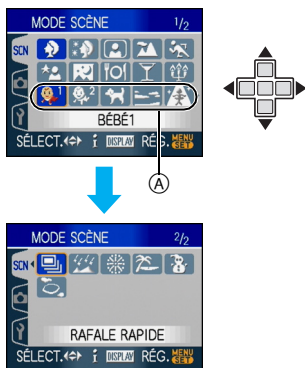 MODE SCÈNE 1/2
SCN
BÉBÉ1
SÉLECT. DISPLAY RÉG. MENU SET
A
MODE SCÈNE 2/2
SCN
RAFALE RAPIDE
SÉLECT. DISPLAY RÉG. MENU SET